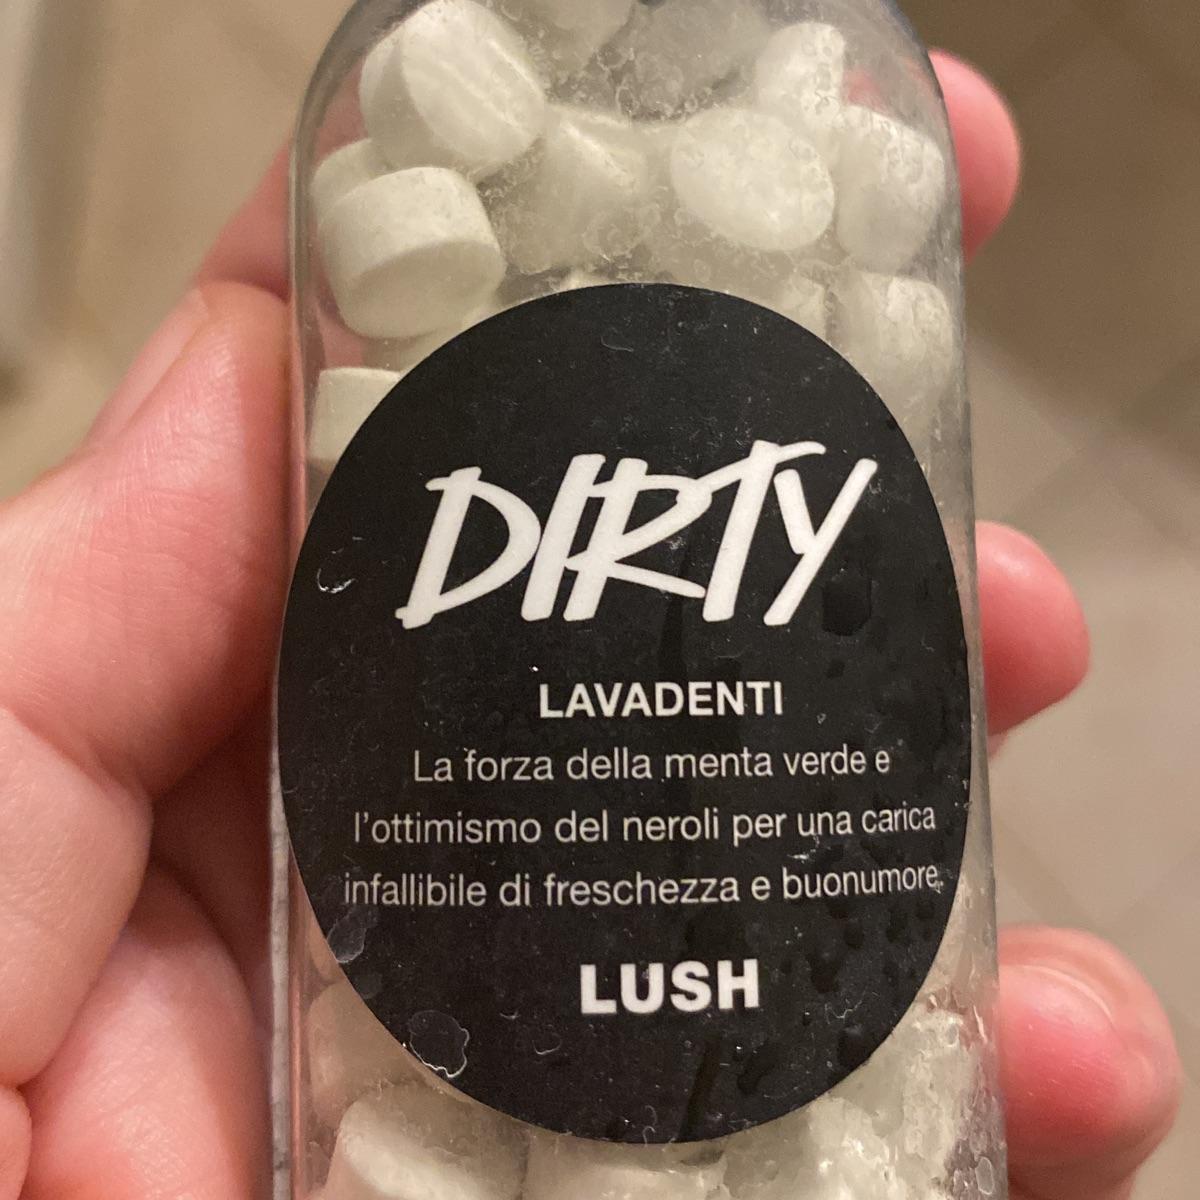 DIRTY
LAVADENTI
La forza della menta verde e
l'ottimismo del neroli per una carica
infallibile di freschezza e buonumore.
LUSH